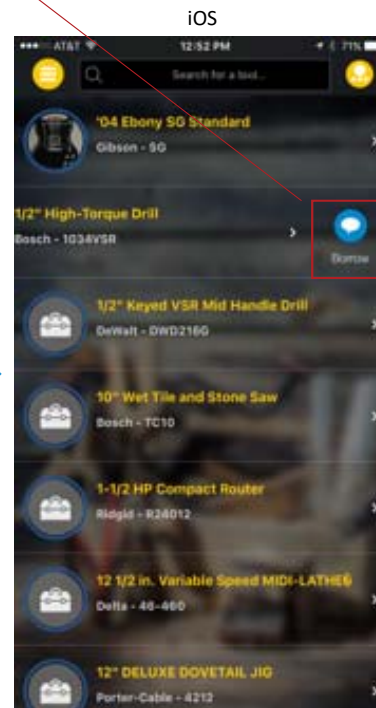 iOS
AT&T 12:52 PM 71%
Search for a tool...
'04 Ebony SG Standard
Gibson - SG
1/2" High-Torque Drill
Bosch - 1034VSR
Borrow
1/2" Keyed VSR Mid Handle Drill
DeWalt - DWD216G
10" Wet Tile and Stone Saw
Bosch - TC10
1-1/2 HP Compact Router
Ridgid - R24012
12 1/2 in. Variable Speed MIDI-LATHE®
Delta - 46-460
12" DELUXE DOVETAIL JIG
Porter-Cable - 4212